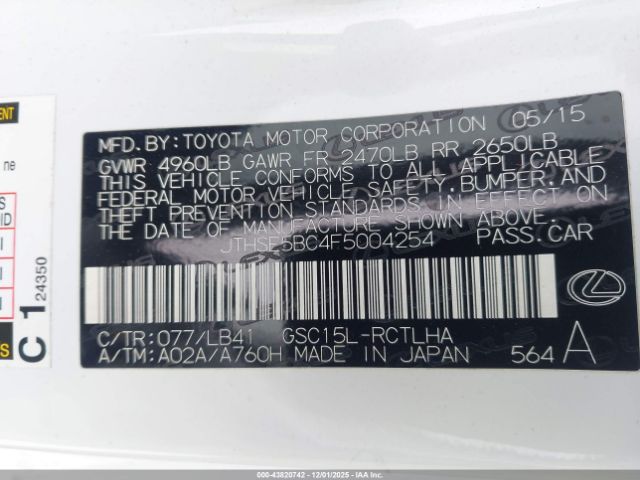 MFD. BY: TOYOTA MOTOR CORPORATION 05/15
GVWR 4960LB GAWR FR 2470LB RR 2650LB
THIS VEHICLE CONFORMS TO ALL APPLICABLE
FEDERAL MOTOR VEHICLE SAFETY, BUMPER, AND
THEFT PREVENTION STANDARDS IN EFFECT ON
THE DATE OF MANUFACTURE SHOWN ABOVE.
JTHSE5BC4F5004254 PASS. CAR
C/TR: 077/LB41 GSC15L-RCTLHA
A/TM: A02A/A760H MADE IN JAPAN 564 A
ne
C1 24350
000-43820742 - 12/01/2025 - IAA Inc.